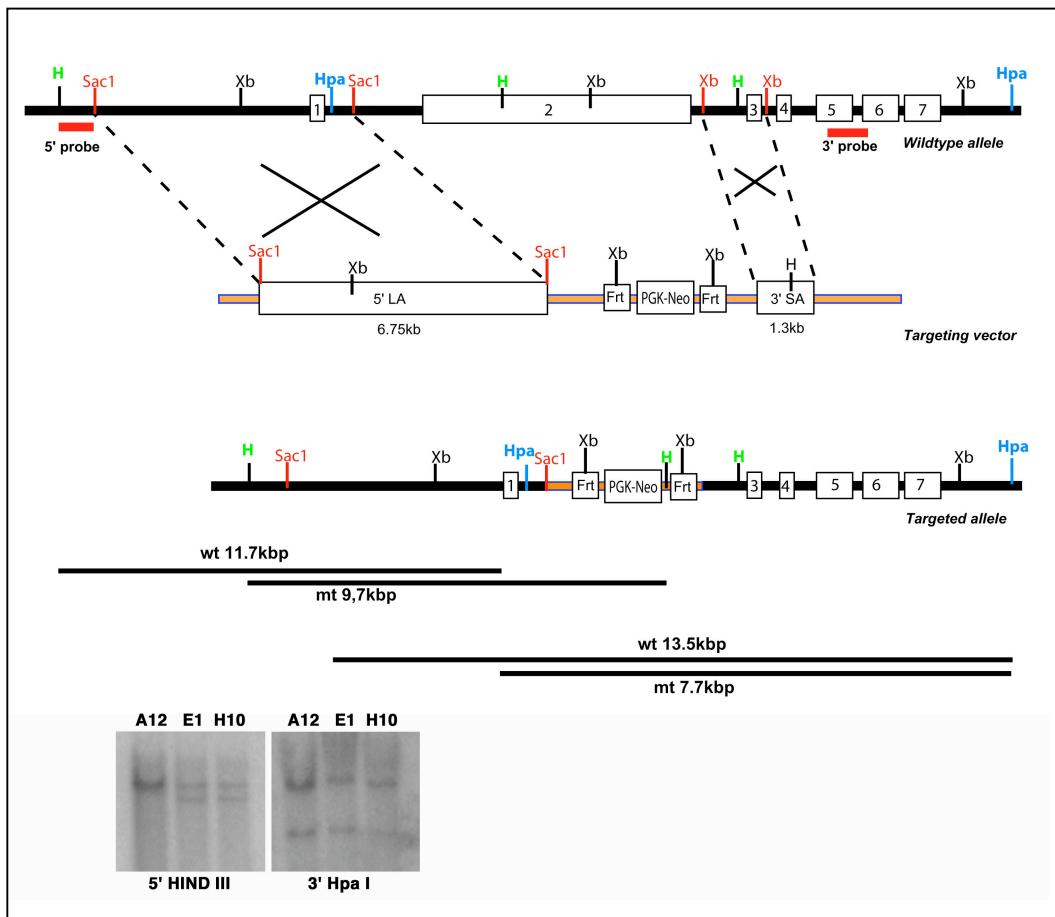 H Sac1 Xb Hpa Sac1 H Xb Xb H Xb Xb Hpa
1 2 3 4 5 6 7
5' probe 3' probe Wildtype allele
Sac1 Xb Sac1 Xb Xb H
5' LA Frt PGK-Neo Frt 3' SA
6.75kb 1.3kb
Targeting vector
H Sac1 Xb Hpa Sac1 Xb H Xb H Xb Hpa
1 Frt PGK-Neo Frt 3 4 5 6 7
Targeted allele
wt 11.7kbp
mt 9,7kbp
wt 13.5kbp
mt 7.7kbp
A12 E1 H10 A12 E1 H10
5' HIND III 3' Hpa I